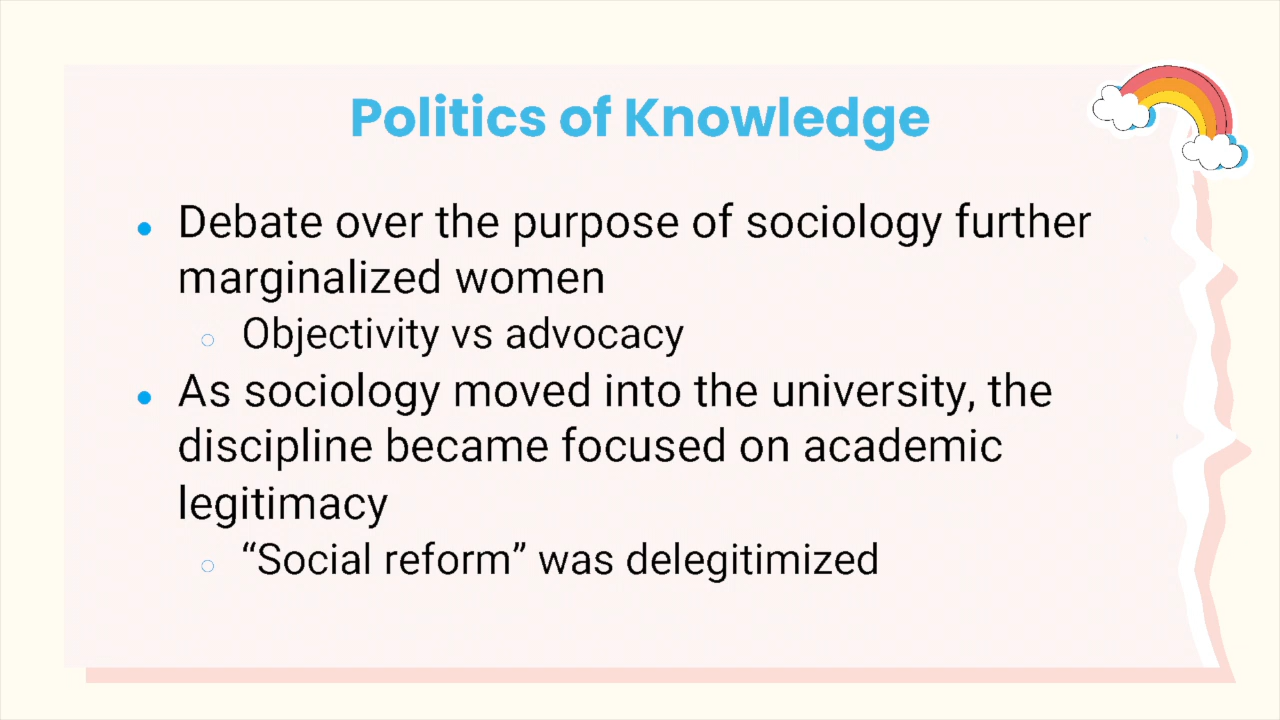 Politics of Knowledge
● Debate over the purpose of sociology further
marginalized women
○ Objectivity vs advocacy
● As sociology moved into the university, the
discipline became focused on academic
legitimacy
○ “Social reform” was delegitimized